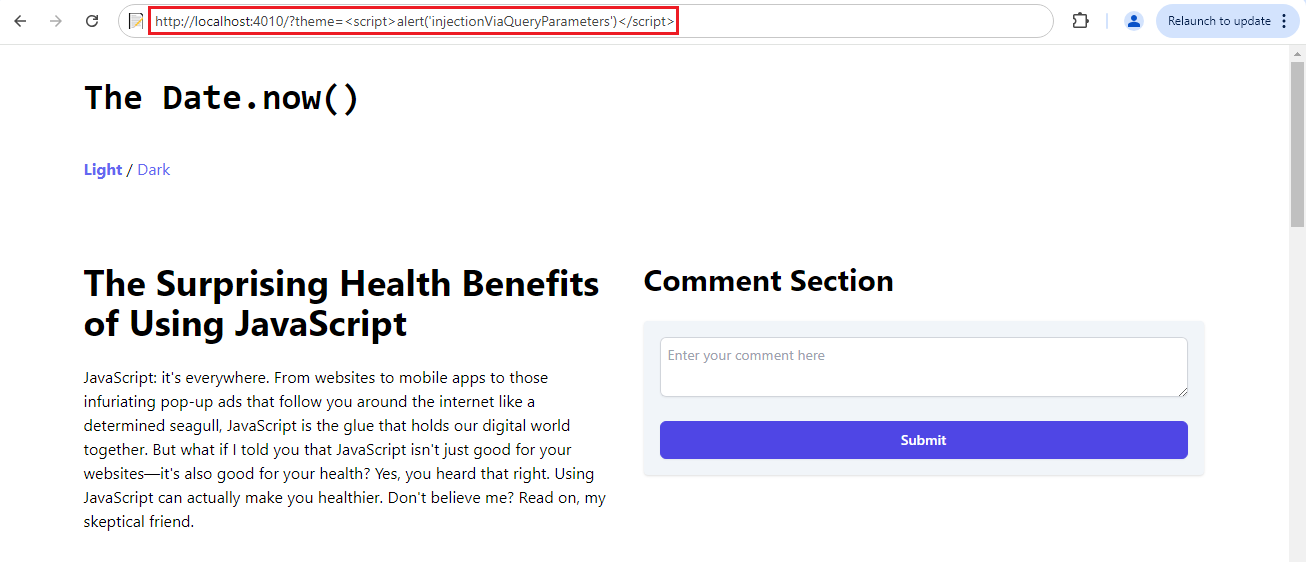 http://localhost:4010/?theme=<script>alert('injectionViaQueryParameters')</script>
Relaunch to update
The Date.now()
Light / Dark
The Surprising Health Benefits
of Using JavaScript
JavaScript: it's everywhere. From websites to mobile apps to those
infuriating pop-up ads that follow you around the internet like a
determined seagull, JavaScript is the glue that holds our digital world
together. But what if I told you that JavaScript isn't just good for your
websites—it's also good for your health? Yes, you heard that right. Using
JavaScript can actually make you healthier. Don't believe me? Read on, my
skeptical friend.
Comment Section
Enter your comment here
Submit